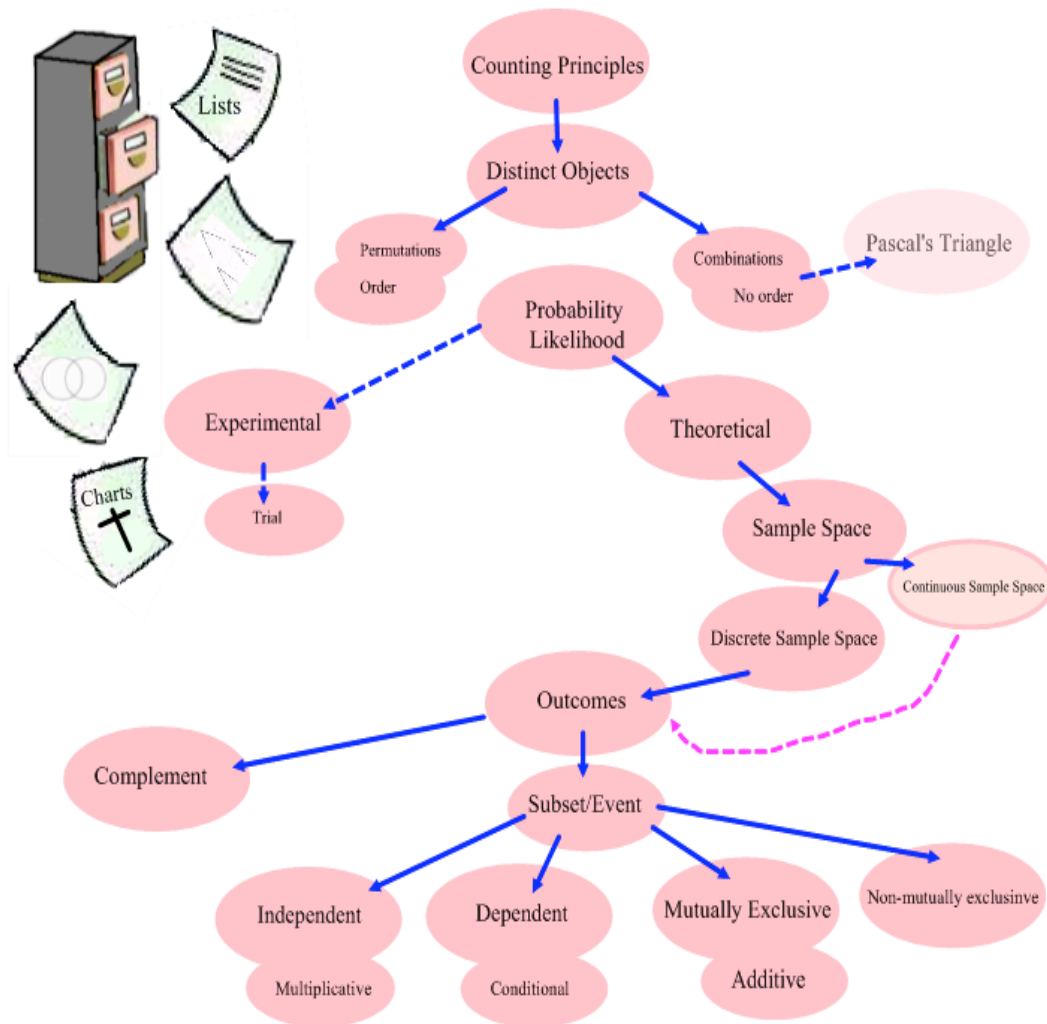 Counting Principles
Lists
Distinct Objects
Permutations
Order
Combinations
No order
Pascal's Triangle
Probability
Likelihood
Experimental
Theoretical
Charts
Trial
Sample Space
Continuous Sample Space
Discrete Sample Space
Outcomes
Complement
Subset/Event
Independent
Dependent
Mutually Exclusive
Non-mutually exclusinve
Multiplicative
Conditional
Additive